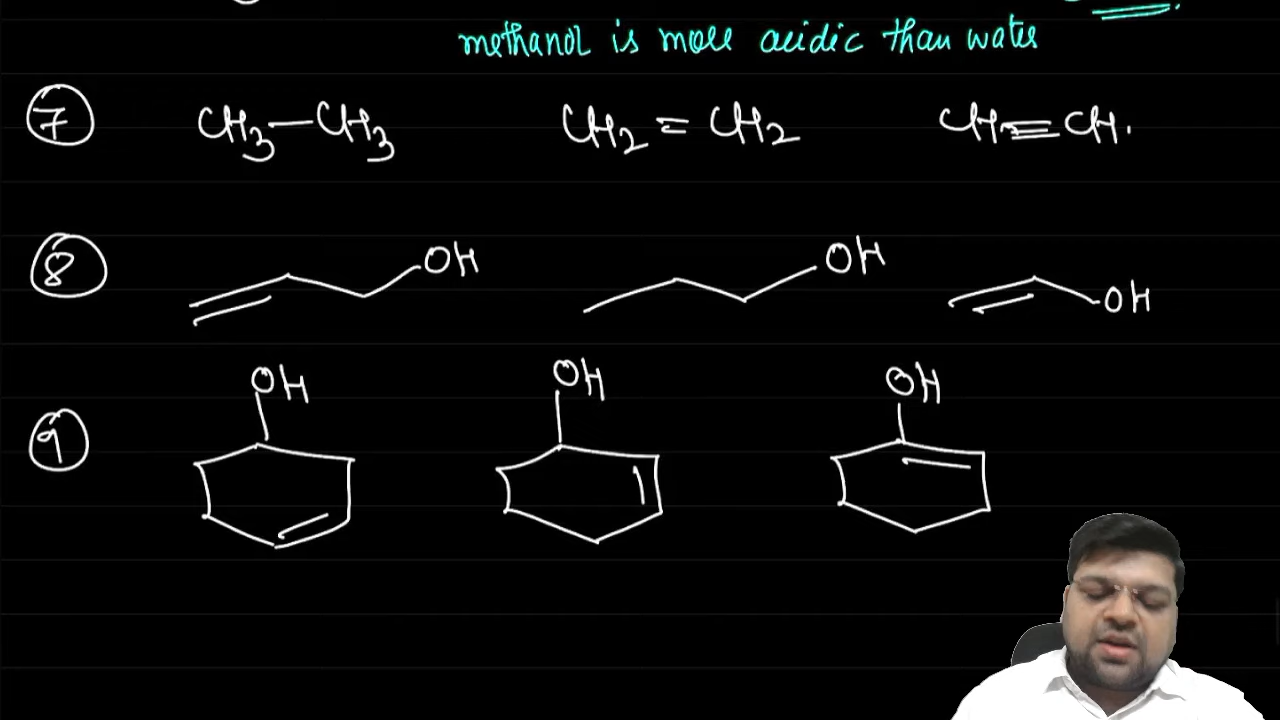 methanol is more acidic than water
7 CH3—CH3 CH2=CH2 CH≡CH.
8 OH OH OH
OH OH OH
9